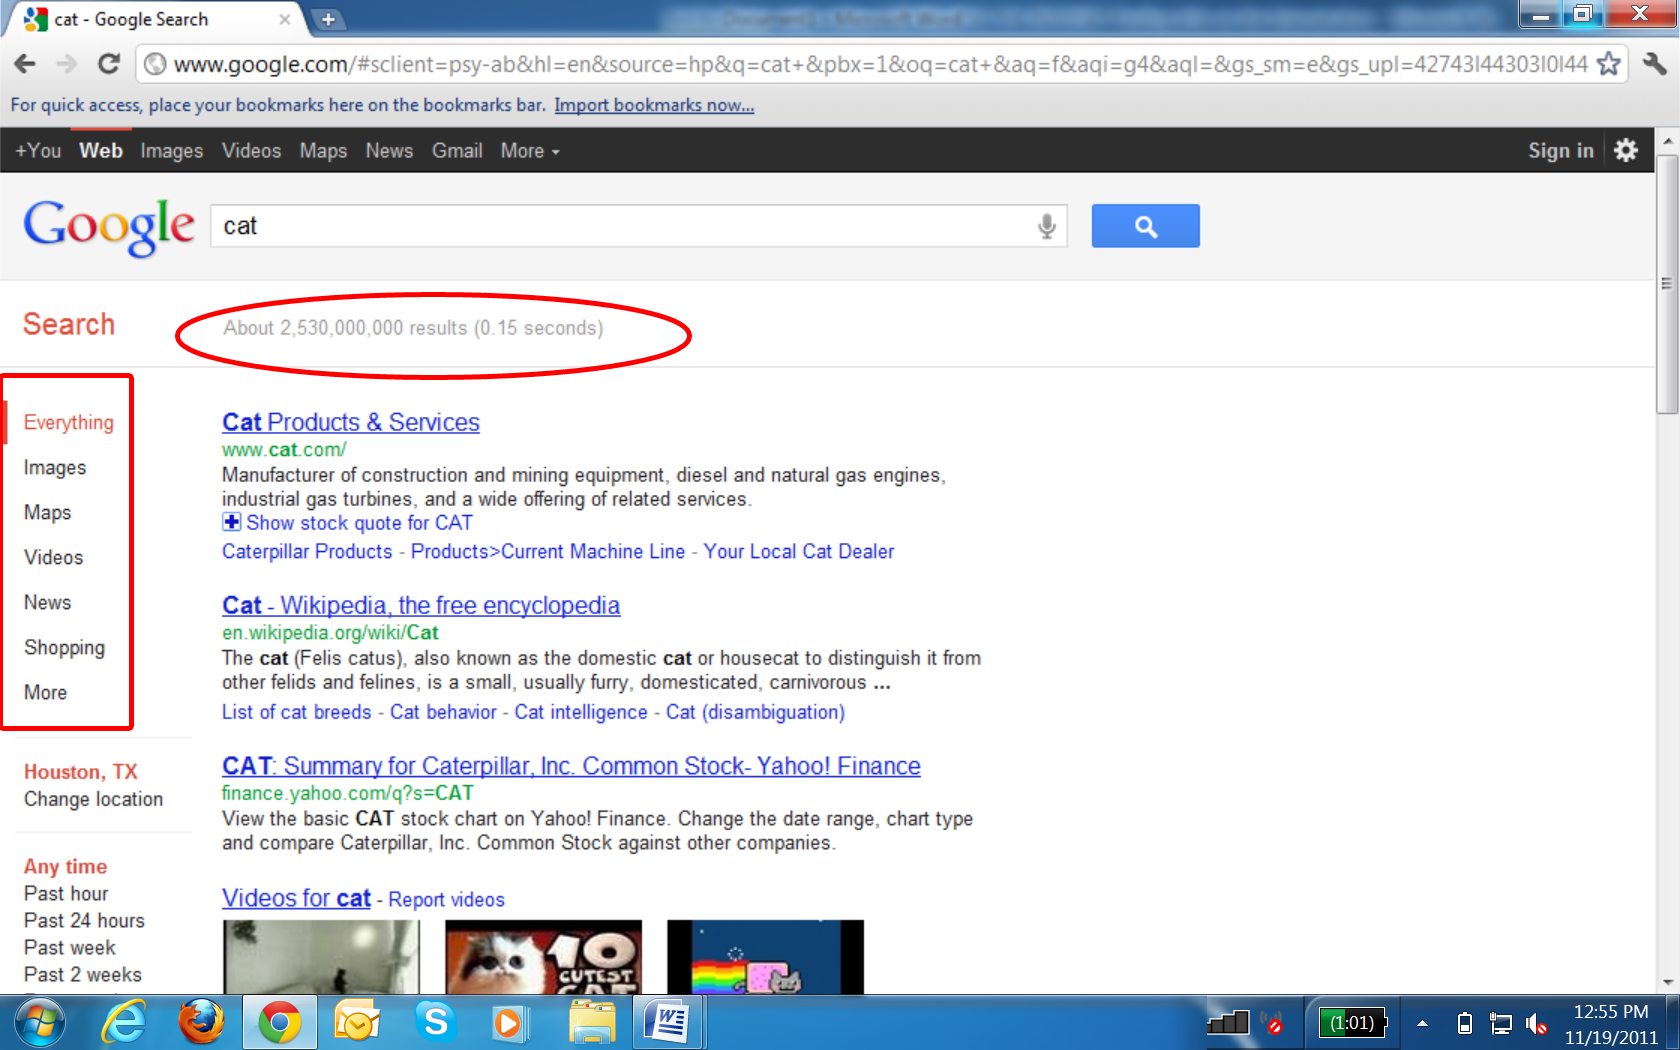 cat - Google Search
www.google.com/#sclient=psy-ab&hl=en&source=hp&q=cat+&pbx=1&oq=cat+&aq=f&aqi=g4&aql=&gs_sm=e&gs_upl=42743l44303l0l44
For quick access, place your bookmarks here on the bookmarks bar. Import bookmarks now...
+You Web Images Videos Maps News Gmail More Sign in
Google cat
Search About 2,530,000,000 results (0.15 seconds)
Everything
Images
Maps
Videos
News
Shopping
More
Houston, TX
Change location
Any time
Past hour
Past 24 hours
Past week
Past 2 weeks
Cat Products & Services
www.cat.com/
Manufacturer of construction and mining equipment, diesel and natural gas engines,
industrial gas turbines, and a wide offering of related services.
Show stock quote for CAT
Caterpillar Products - Products>Current Machine Line - Your Local Cat Dealer
Cat - Wikipedia, the free encyclopedia
en.wikipedia.org/wiki/Cat
The cat (Felis catus), also known as the domestic cat or housecat to distinguish it from
other felids and felines, is a small, usually furry, domesticated, carnivorous ...
List of cat breeds - Cat behavior - Cat intelligence - Cat (disambiguation)
CAT: Summary for Caterpillar, Inc. Common Stock- Yahoo! Finance
finance.yahoo.com/q?s=CAT
View the basic CAT stock chart on Yahoo! Finance. Change the date range, chart type
and compare Caterpillar, Inc. Common Stock against other companies.
Videos for cat - Report videos
10
CUTEST
CAT
(1:01)
12:55 PM
11/19/2011